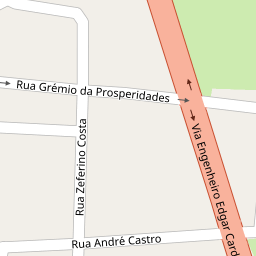 Rua Grémio da Prosperidades
Rua Zeferino Costa
Via Engenheiro Edgar Card
Rua André Castro